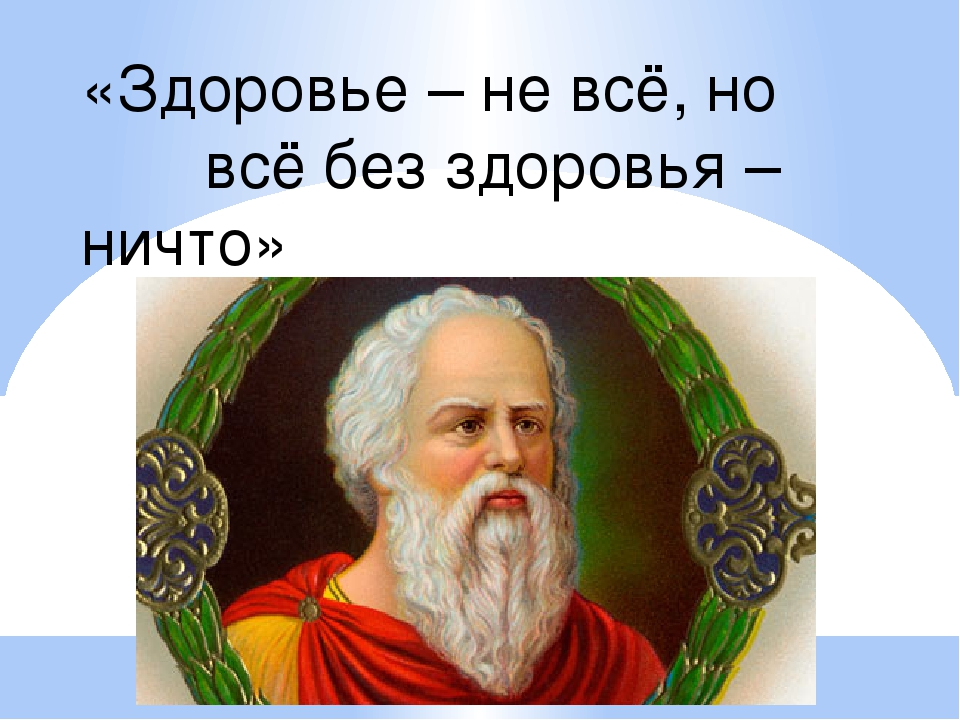 «Здоровье – не всё, но
всё без здоровья –
ничто»